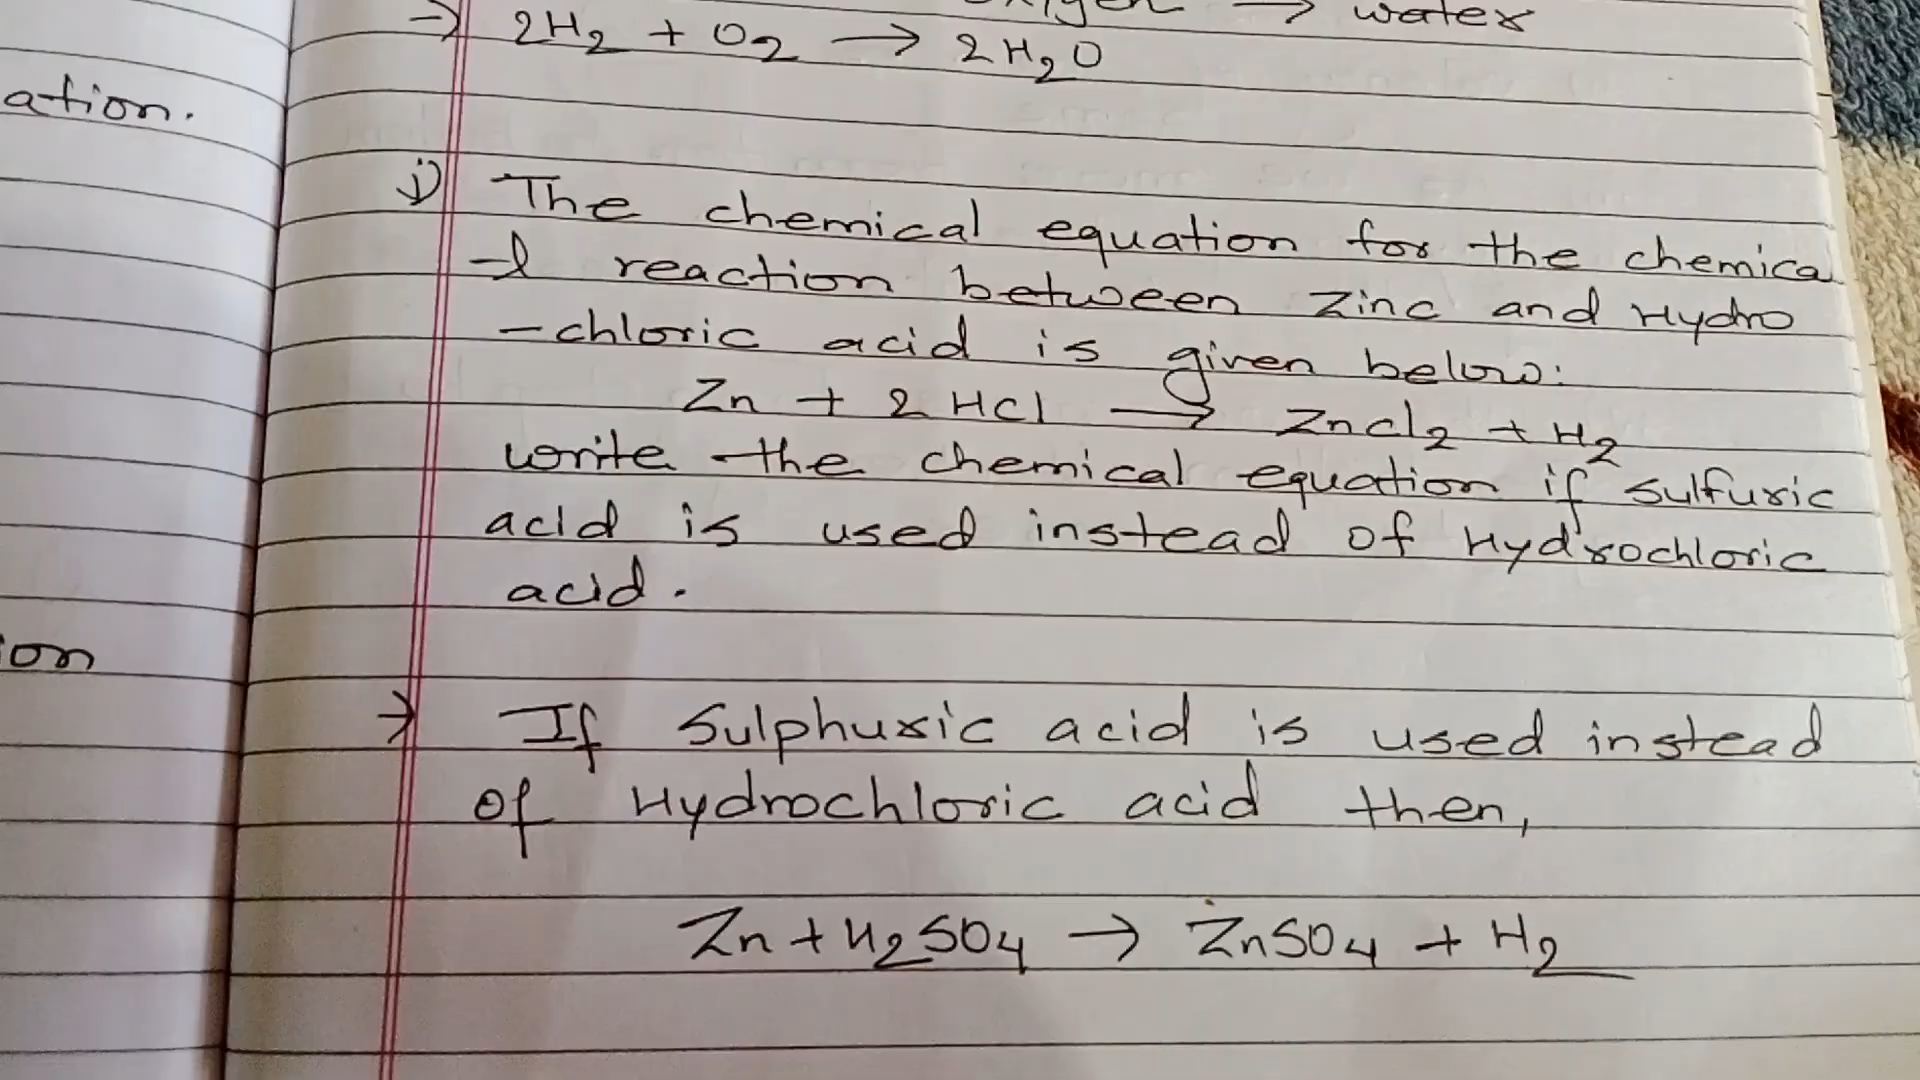 ation.
on
oxygen → water
→ 2H₂ + O₂ → 2H₂O
i) The chemical equation for the chemica
-l reaction between Zinc and Hydro
-chloric acid is given below:
Zn + 2HCl → ZnCl₂ + H₂
write the chemical equation if sulfuric
acid is used instead of Hydrochloric
acid.
→ If Sulphuric acid is used instead
of Hydrochloric acid then,
Zn + H₂SO₄ → ZnSO₄ + H₂